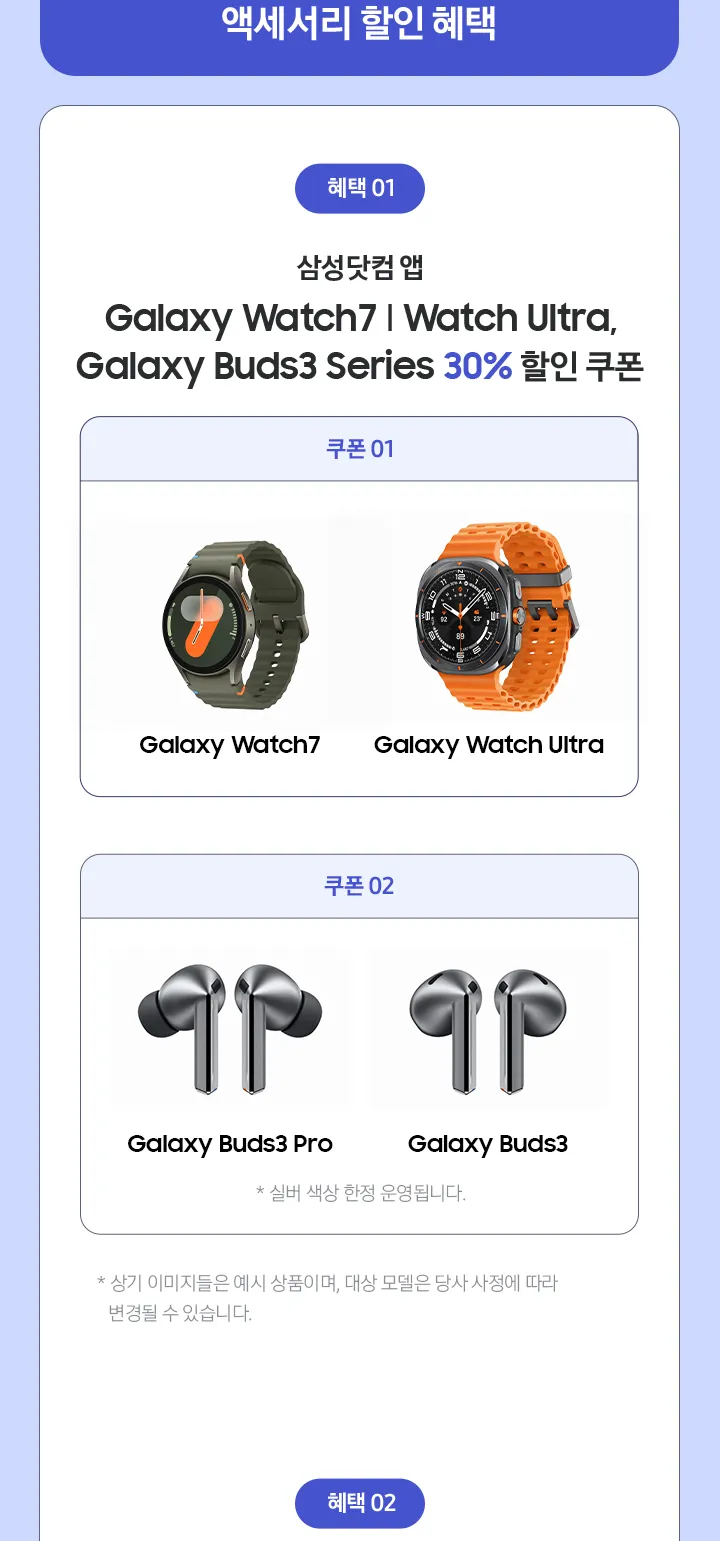 액세서리 할인 혜택
혜택 01
삼성닷컴 앱
Galaxy Watch7 | Watch Ultra,
Galaxy Buds3 Series 30% 할인 쿠폰
쿠폰 01
Galaxy Watch7
Galaxy Watch Ultra
쿠폰 02
Galaxy Buds3 Pro
Galaxy Buds3
* 실버 색상 한정 운영됩니다.
* 상기 이미지들은 예시 상품이며, 대상 모델은 당사 사정에 따라
변경될 수 있습니다.
혜택 02